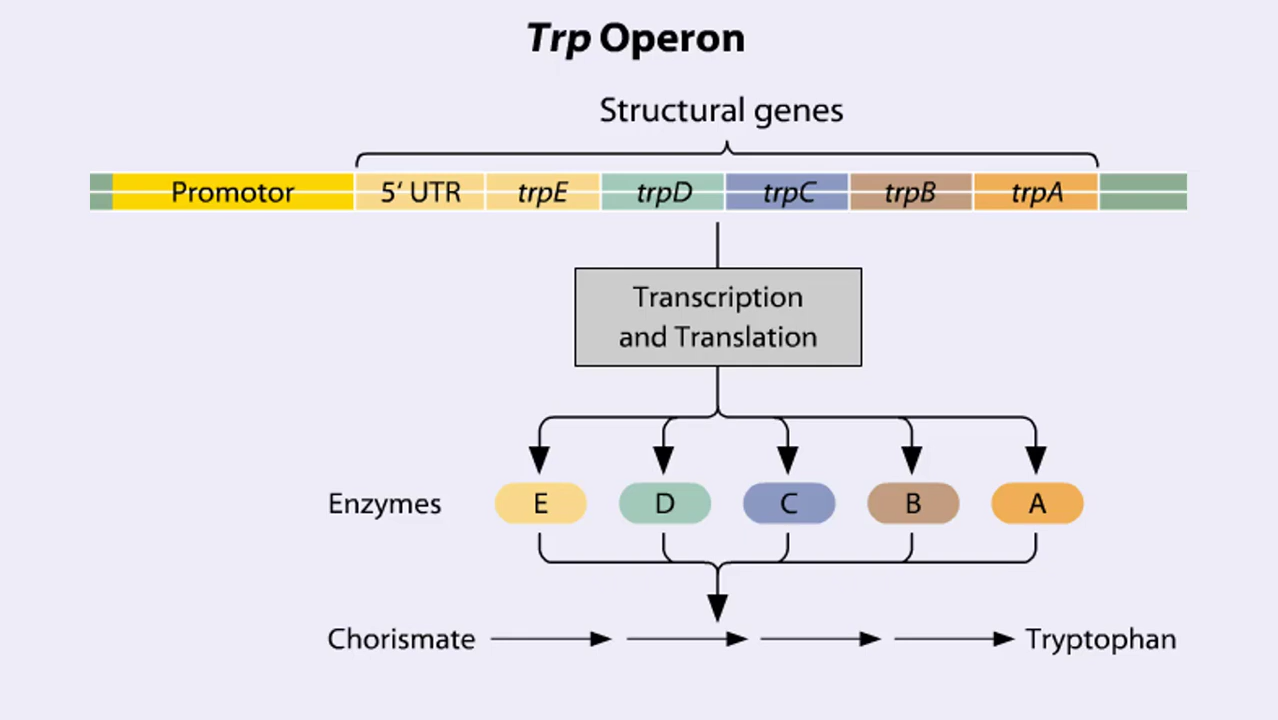 Trp Operon
Structural genes
Promotor 5‘ UTR trpE trpD trpC trpB trpA
Transcription
and Translation
Enzymes E D C B A
Chorismate Tryptophan